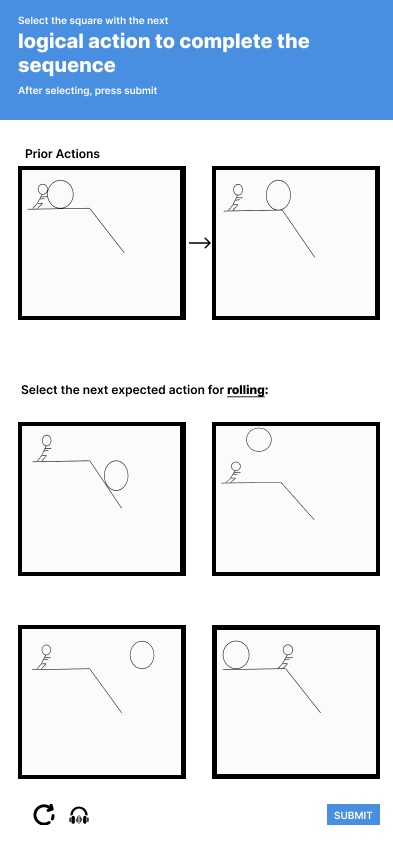 Select the square with the next
logical action to complete the
sequence
After selecting, press submit
Prior Actions
Select the next expected action for rolling:
SUBMIT